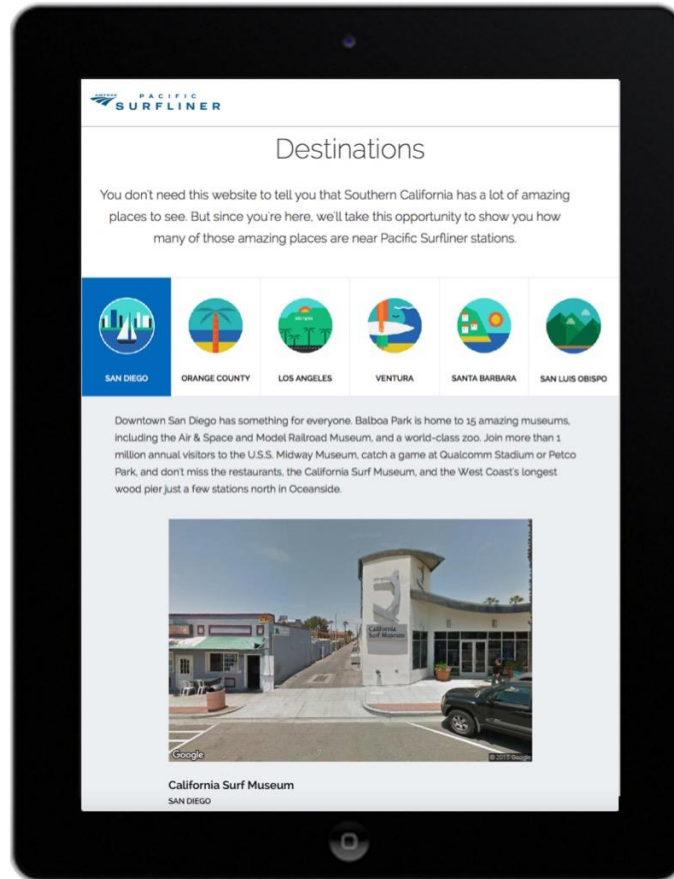 AMTRAK
PACIFIC
SURFLINER
Destinations
You don't need this website to tell you that Southern California has a lot of amazing
places to see. But since you're here, we'll take this opportunity to show you how
many of those amazing places are near Pacific Surfliner stations.
SAN DIEGO
ORANGE COUNTY
LOS ANGELES
VENTURA
SANTA BARBARA
SAN LUIS OBISPO
Downtown San Diego has something for everyone. Balboa Park is home to 15 amazing museums,
including the Air & Space and Model Railroad Museum, and a world-class zoo. Join more than 1
million annual visitors to the U.S.S. Midway Museum, catch a game at Qualcomm Stadium or Petco
Park, and don't miss the restaurants, the California Surf Museum, and the West Coast's longest
wood pier just a few stations north in Oceanside.
California
Surf Museum
Google
© 2017 Google
California Surf Museum
SAN DIEGO